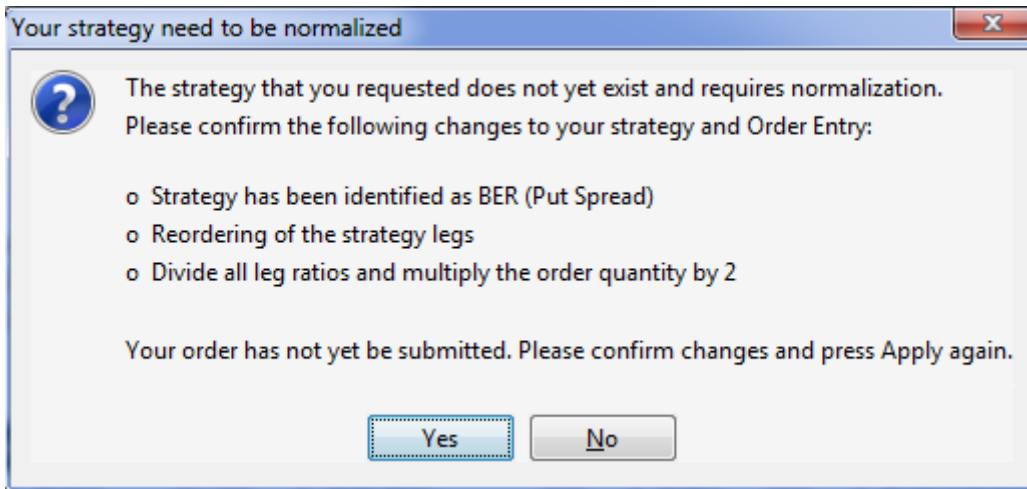 Your strategy need to be normalized
The strategy that you requested does not yet exist and requires normalization.
Please confirm the following changes to your strategy and Order Entry:
o Strategy has been identified as BER (Put Spread)
o Reordering of the strategy legs
o Divide all leg ratios and multiply the order quantity by 2
Your order has not yet be submitted. Please confirm changes and press Apply again.
Yes
No